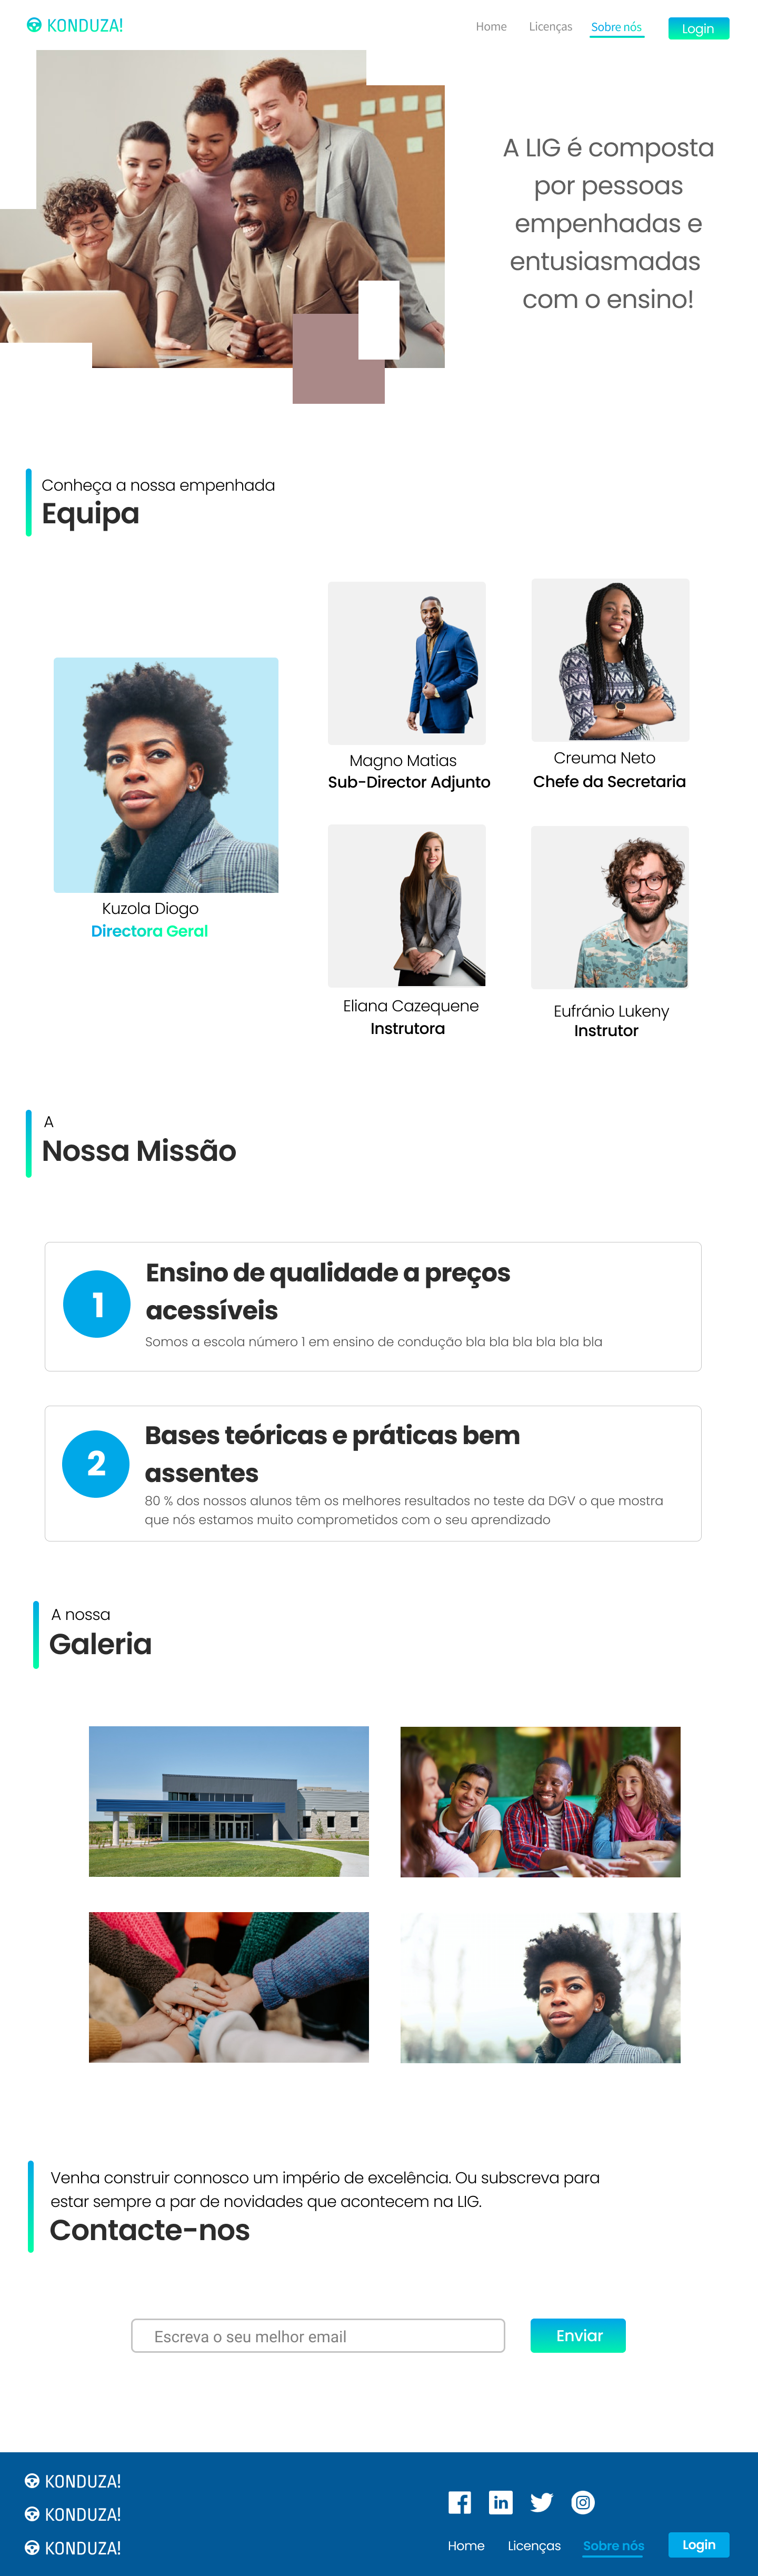 KONDUZA!
Home Licenças Sobre nós Login
A LIG é composta
por pessoas
empenhadas e
entusiasmadas
com o ensino!
Conheça a nossa empenhada
Equipa
Kuzola Diogo
Directora Geral
Magno Matias
Sub-Director Adjunto
Creuma Neto
Chefe da Secretaria
Eliana Cazequene
Instrutora
Eufránio Lukeny
Instrutor
A
Nossa Missão
1
Ensino de qualidade a preços
acessíveis
Somos a escola número 1 em ensino de condução bla bla bla bla bla bla
2
Bases teóricas e práticas bem
assentes
80 % dos nossos alunos têm os melhores resultados no teste da DGV o que mostra
que nós estamos muito comprometidos com o seu aprendizado
A nossa
Galeria
Venha construir connosco um império de excelência. Ou subscreva para
estar sempre a par de novidades que acontecem na LIG.
Contacte-nos
Escreva o seu melhor email
Enviar
KONDUZA!
KONDUZA!
KONDUZA!
Home Licenças Sobre nós Login